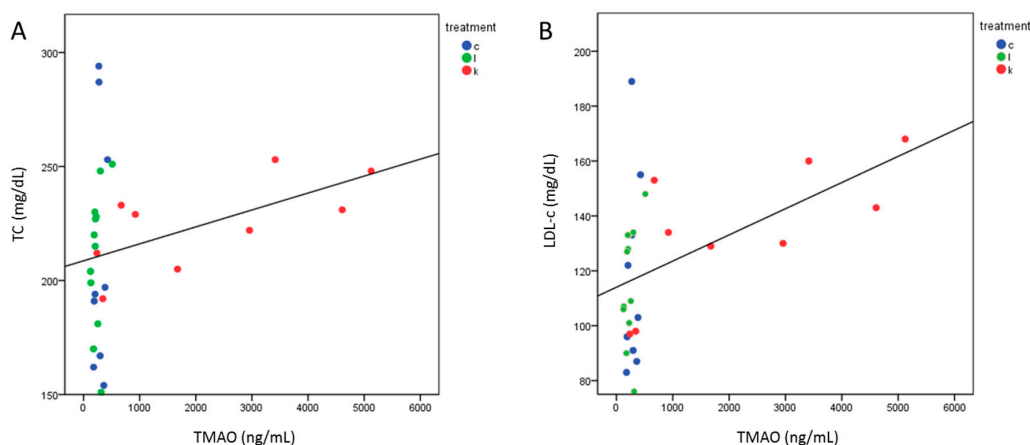 A
treatment
c
l
k
300
250
200
150
TC (mg/dL)
0 1000 2000 3000 4000 5000 6000
TMAO (ng/mL)
B
treatment
c
l
k
200
180
160
140
120
100
80
LDL-c (mg/dL)
0 1000 2000 3000 4000 5000 6000
TMAO (ng/mL)